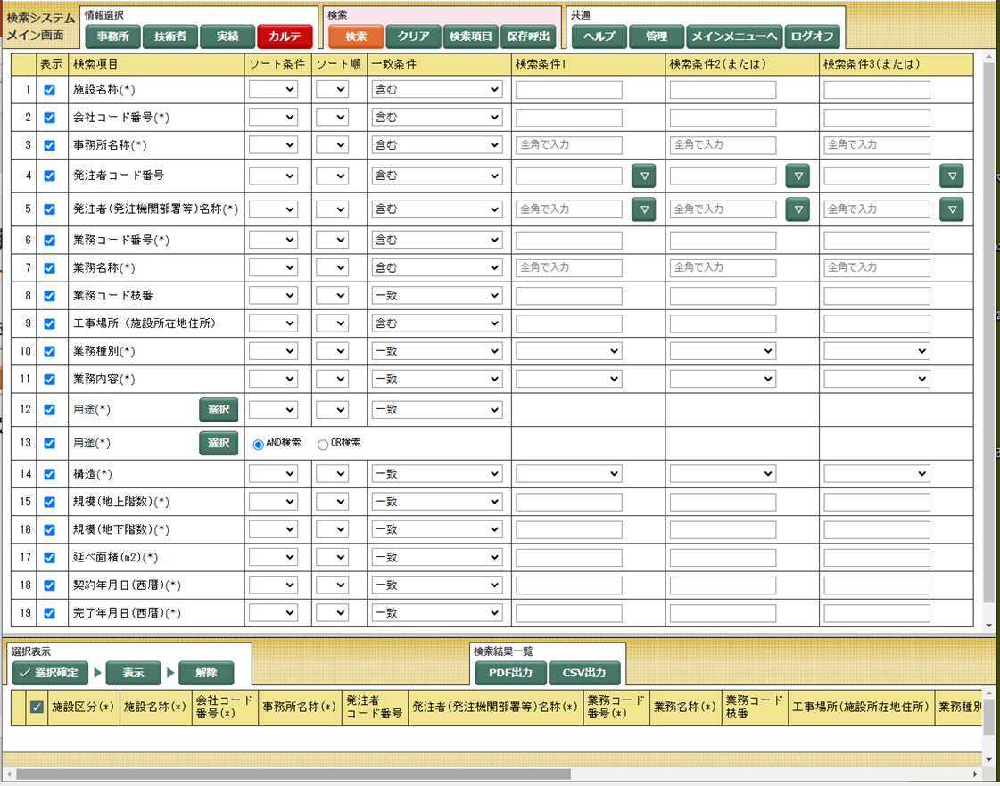 検索システム
メイン画面
情報選択
事務所 技術者 実績 カルテ
検索
検索 クリア 検索項目 保存呼出
共通
ヘルプ 管理 メインメニューへ ログオフ
表示 検索項目 ソート条件 ソート順 一致条件 検索条件1 検索条件2(または) 検索条件3(または)
1 施設名称(*) 含む
2 会社コード番号(*) 含む
3 事務所名称(*) 含む 全角で入力 全角で入力 全角で入力
4 発注者コード番号 含む ▽ ▽ ▽
5 発注者(発注機関部署等)名称(*) 含む 全角で入力 ▽ 全角で入力 ▽ 全角で入力 ▽
6 業務コード番号(*) 含む
7 業務名称(*) 含む 全角で入力 全角で入力 全角で入力
8 業務コード枝番 一致
9 工事場所（施設所在地住所） 含む
10 業務種別(*) 一致
11 業務内容(*) 一致
12 用途(*) 選択 一致
13 用途(*) 選択 AND検索 OR検索
14 構造(*) 一致
15 規模(地上階数)(*) 一致
16 規模(地下階数)(*) 一致
17 延べ面積(m2)(*) 一致
18 契約年月日(西暦)(*) 一致
19 完了年月日(西暦)(*) 一致
選択表示
✓ 選択確定 表示 解除
検索結果一覧
PDF出力 CSV出力
施設区分(*) 施設名称(*) 会社コード
番号(*) 事務所名称(*) 発注者
コード番号 発注者(発注機関部署等)名称(*) 業務コード
番号(*) 業務名称(*) 業務コード
枝番 工事場所(施設所在地住所) 業務種別